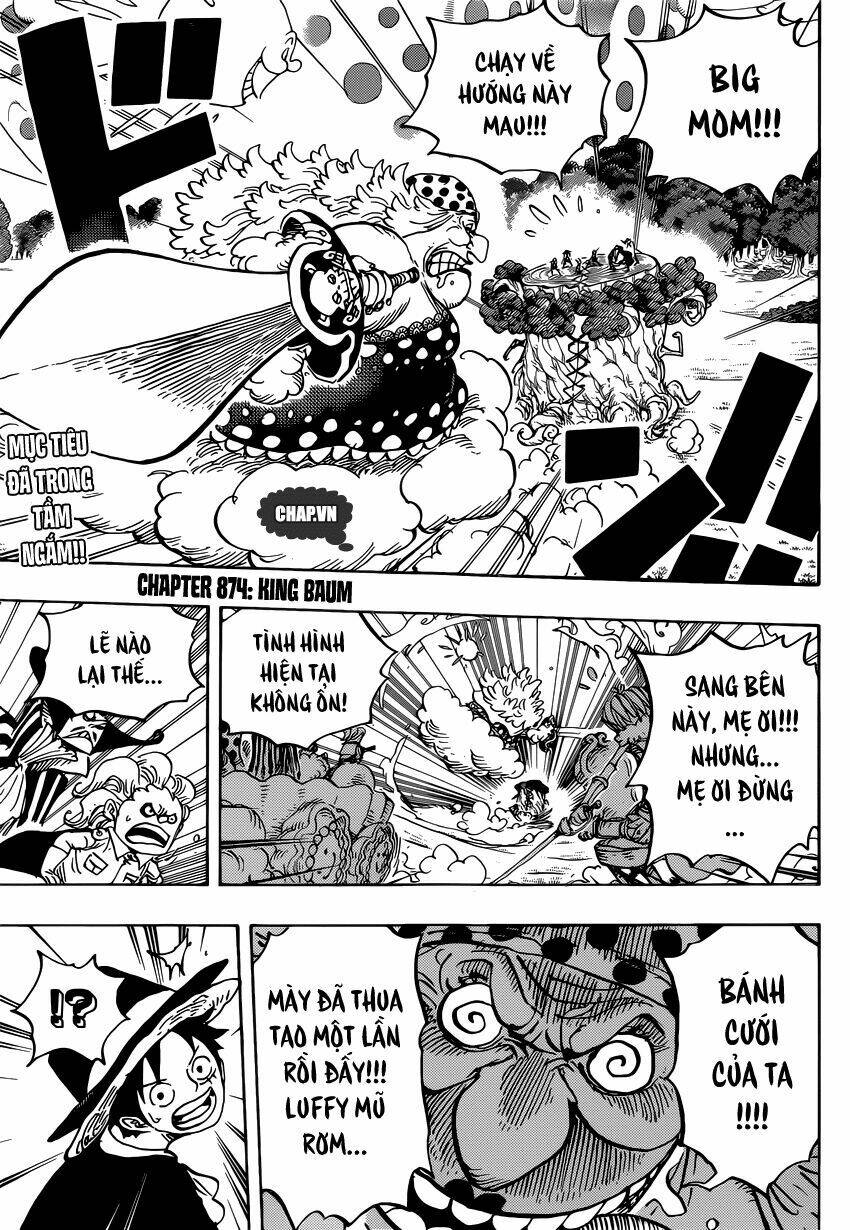 BIG
MOM!!!
CHẠY VỀ
HƯỚNG NÀY
MAU!!!
ド
MỤC TIÊU
ĐÃ TRONG
TẦM
NGẮM!!
CHAP.VN
CHAPTER 874: KING BAUM
SANG BÊN
NÀY, MẸ ƠI!!!
NHƯNG...
MẸ ƠI ĐỪNG
...
TÌNH HÌNH
HIỆN TẠI
KHÔNG ỔN!
LẼ NÀO
LẠI THẾ...
BÁNH
CƯỚI
CỦA TA
!!!!
MÀY ĐÃ THUA
TAO MỘT LẦN
RỒI ĐẤY!!!
LUFFY MŨ
RƠM...
!?